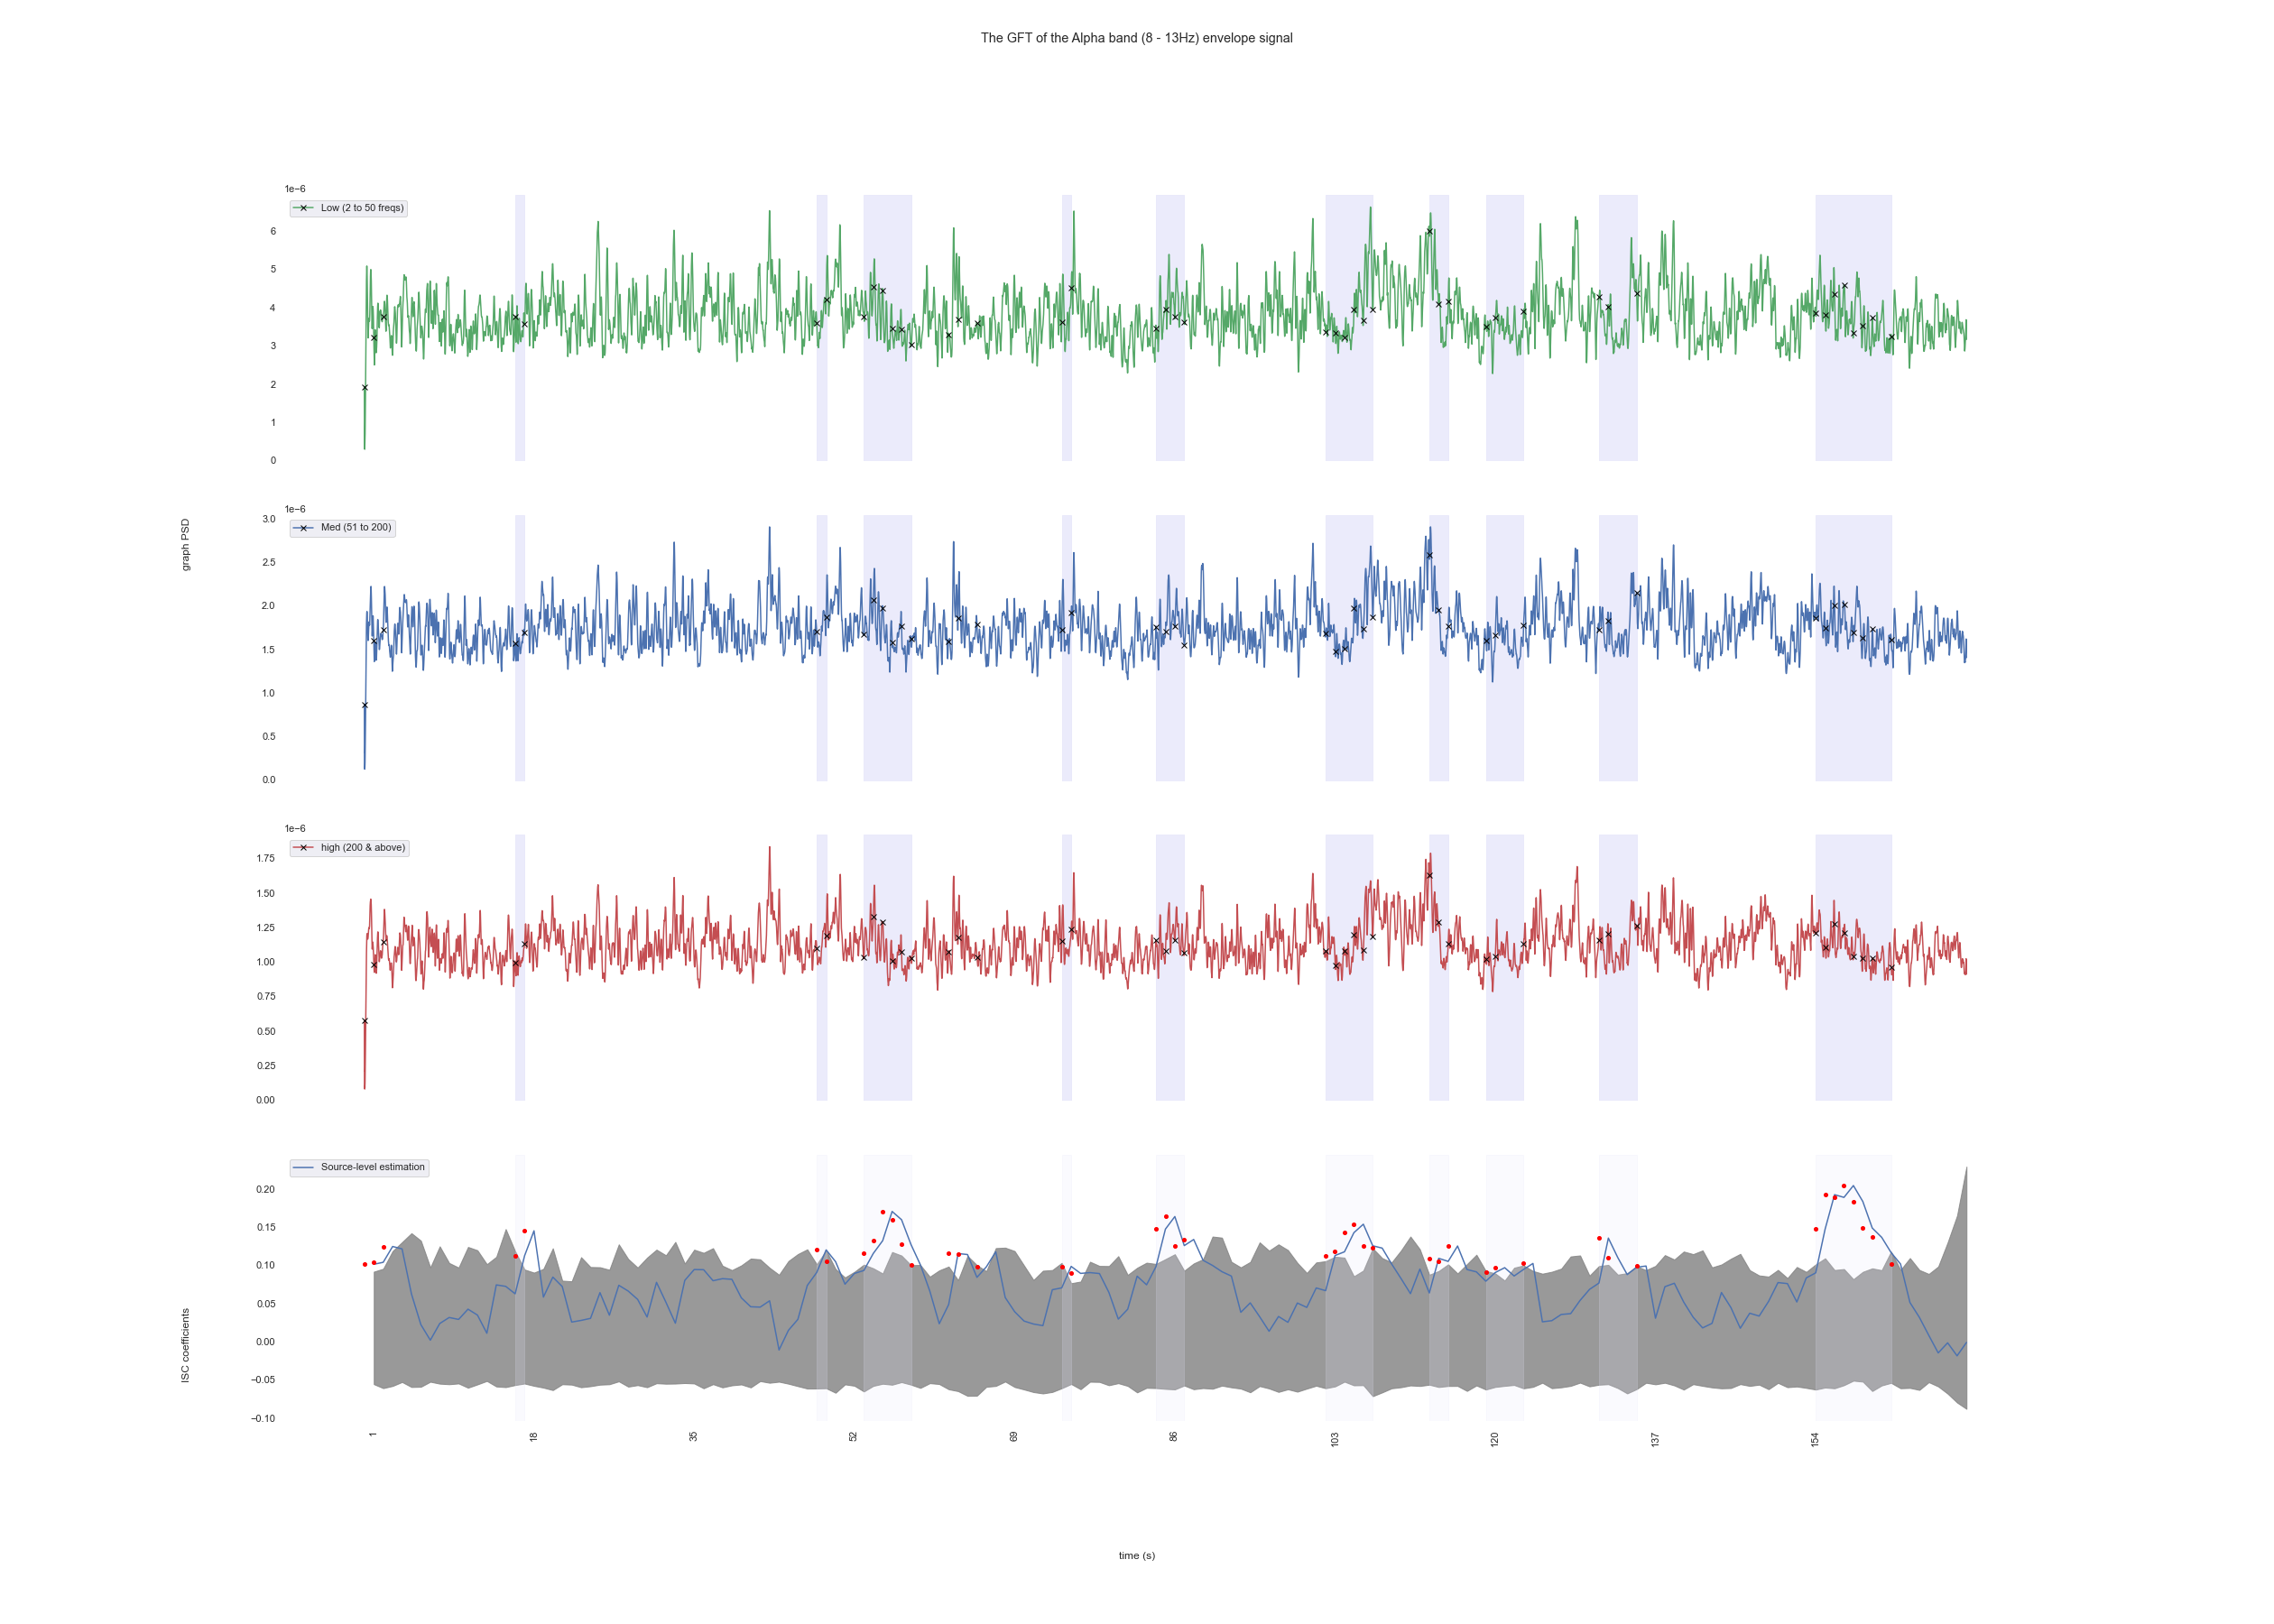 The GFT of the Alpha band (8 - 13Hz) envelope signal
1e−6
Low (2 to 50 freqs)
6
5
4
3
2
1
0
graph PSD
1e−6
Med (51 to 200)
3.0
2.5
2.0
1.5
1.0
0.5
0.0
1e−6
high (200 & above)
1.75
1.50
1.25
1.00
0.75
0.50
0.25
0.00
ISC coefficients
Source-level estimation
0.20
0.15
0.10
0.05
0.00
−0.05
−0.10
1 18 35 52 69 86 103 120 137 154
time (s)